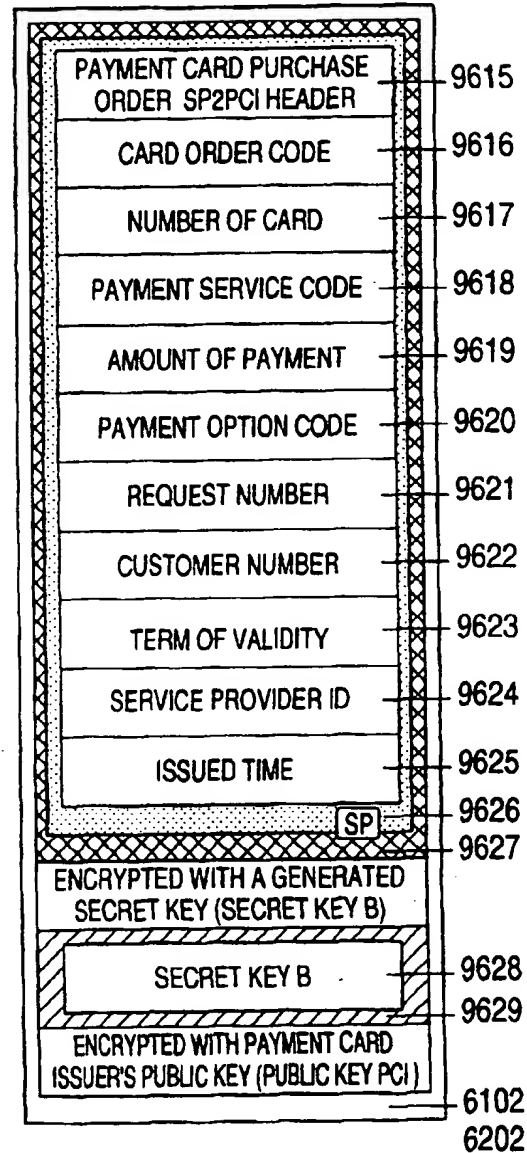 PAYMENT CARD PURCHASE
ORDER SP2PCI HEADER
9615
CARD ORDER CODE
9616
NUMBER OF CARD
9617
PAYMENT SERVICE CODE
9618
AMOUNT OF PAYMENT
9619
PAYMENT OPTION CODE
9620
REQUEST NUMBER
9621
CUSTOMER NUMBER
9622
TERM OF VALIDITY
9623
SERVICE PROVIDER ID
9624
ISSUED TIME
9625
SP
9626
9627
ENCRYPTED WITH A GENERATED
SECRET KEY (SECRET KEY B)
SECRET KEY B
9628
9629
ENCRYPTED WITH PAYMENT CARD
ISSUER'S PUBLIC KEY (PUBLIC KEY PCI)
6102
6202